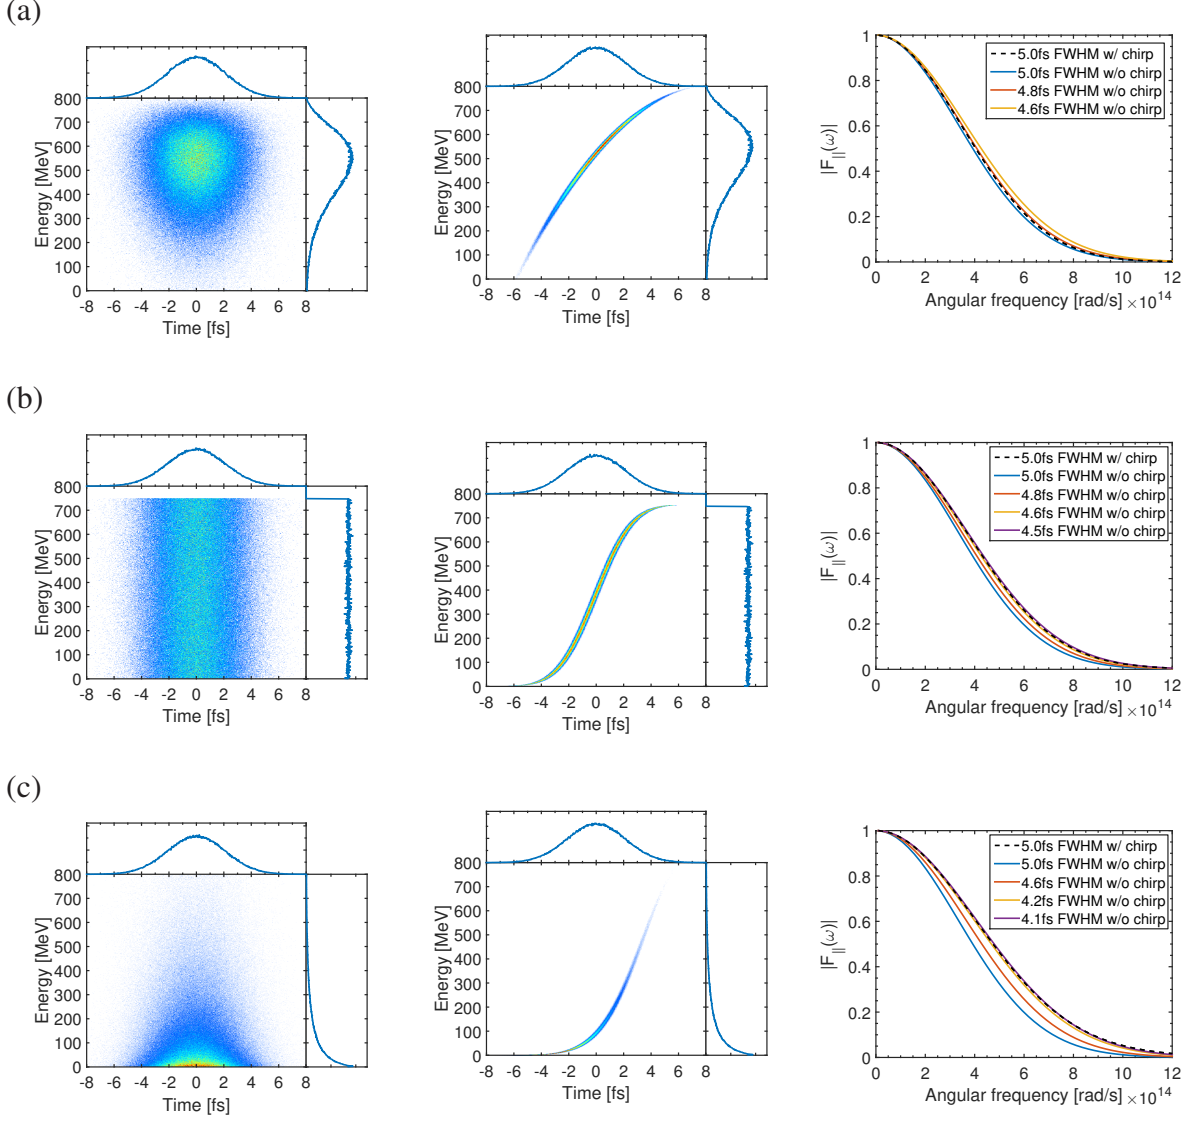 (a)
800
700
600
500
400
300
200
100
0
Energy [MeV]
-8 -6 -4 -2 0 2 4 6 8
Time [fs]
800
700
600
500
400
300
200
100
0
Energy [MeV]
-8 -6 -4 -2 0 2 4 6 8
Time [fs]
1
0.8
0.6
0.4
0.2
0
|F||(ω)|
5.0fs FWHM w/ chirp
5.0fs FWHM w/o chirp
4.8fs FWHM w/o chirp
4.6fs FWHM w/o chirp
0 2 4 6 8 10 12
Angular frequency [rad/s] ×10^14
(b)
800
700
600
500
400
300
200
100
0
Energy [MeV]
-8 -6 -4 -2 0 2 4 6 8
Time [fs]
800
700
600
500
400
300
200
100
0
Energy [MeV]
-8 -6 -4 -2 0 2 4 6 8
Time [fs]
1
0.8
0.6
0.4
0.2
0
|F||(ω)|
5.0fs FWHM w/ chirp
5.0fs FWHM w/o chirp
4.8fs FWHM w/o chirp
4.6fs FWHM w/o chirp
4.5fs FWHM w/o chirp
0 2 4 6 8 10 12
Angular frequency [rad/s] ×10^14
(c)
800
700
600
500
400
300
200
100
0
Energy [MeV]
-8 -6 -4 -2 0 2 4 6 8
Time [fs]
800
700
600
500
400
300
200
100
0
Energy [MeV]
-8 -6 -4 -2 0 2 4 6 8
Time [fs]
1
0.8
0.6
0.4
0.2
0
|F||(ω)|
5.0fs FWHM w/ chirp
5.0fs FWHM w/o chirp
4.6fs FWHM w/o chirp
4.2fs FWHM w/o chirp
4.1fs FWHM w/o chirp
0 2 4 6 8 10 12
Angular frequency [rad/s] ×10^14